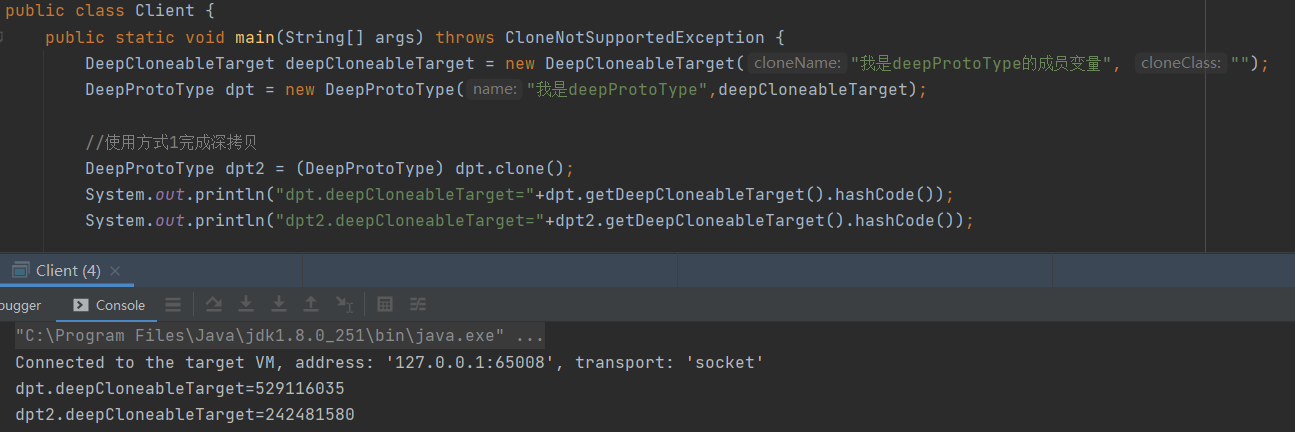 public class Client {
public static void main(String[] args) throws CloneNotSupportedException {
DeepCloneableTarget deepCloneableTarget = new DeepCloneableTarget( cloneName: "我是deepProtoType的成员变量", cloneClass: "");
DeepProtoType dpt = new DeepProtoType( name: "我是deepProtoType",deepCloneableTarget);
//使用方式1完成深拷贝
DeepProtoType dpt2 = (DeepProtoType) dpt.clone();
System.out.println("dpt.deepCloneableTarget="+dpt.getDeepCloneableTarget().hashCode());
System.out.println("dpt2.deepCloneableTarget="+dpt2.getDeepCloneableTarget().hashCode());
Client (4)
bugger Console
"C:\Program Files\Java\jdk1.8.0_251\bin\java.exe" ...
Connected to the target VM, address: '127.0.0.1:65008', transport: 'socket'
dpt.deepCloneableTarget=529116035
dpt2.deepCloneableTarget=242481580